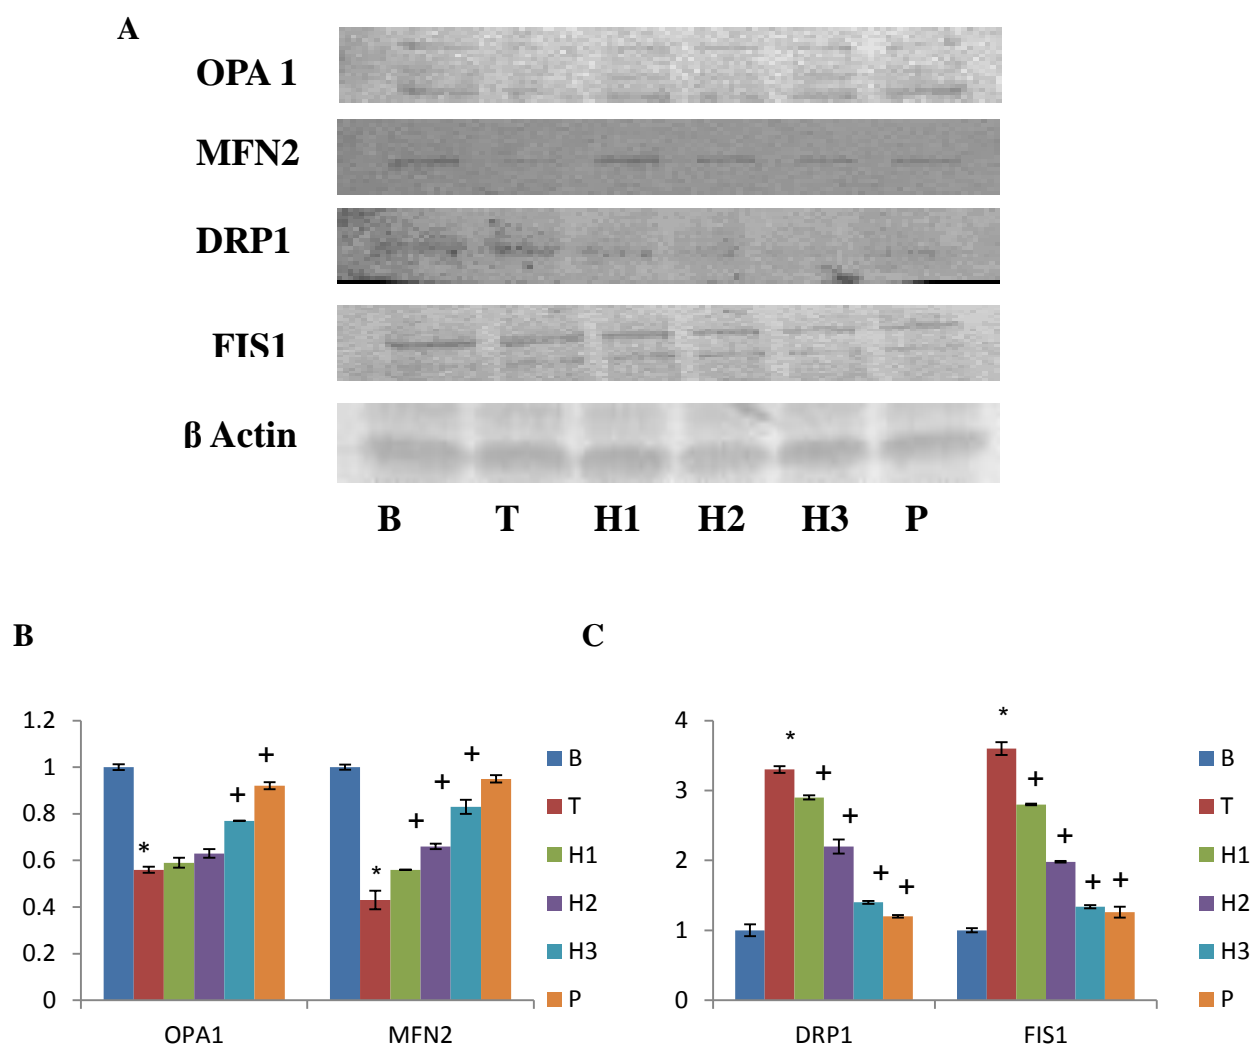 A
OPA 1
MFN2
DRP1
FIS1
ß Actin
B T H1 H2 H3 P
B
C
1.2
1
0.8
0.6
0.4
0.2
0
* + +
* + + +
OPA1 MFN2
B
T
H1
H2
H3
P
4
3
2
1
0
* + + + +
* + + + +
DRP1 FIS1
B
T
H1
H2
H3
P